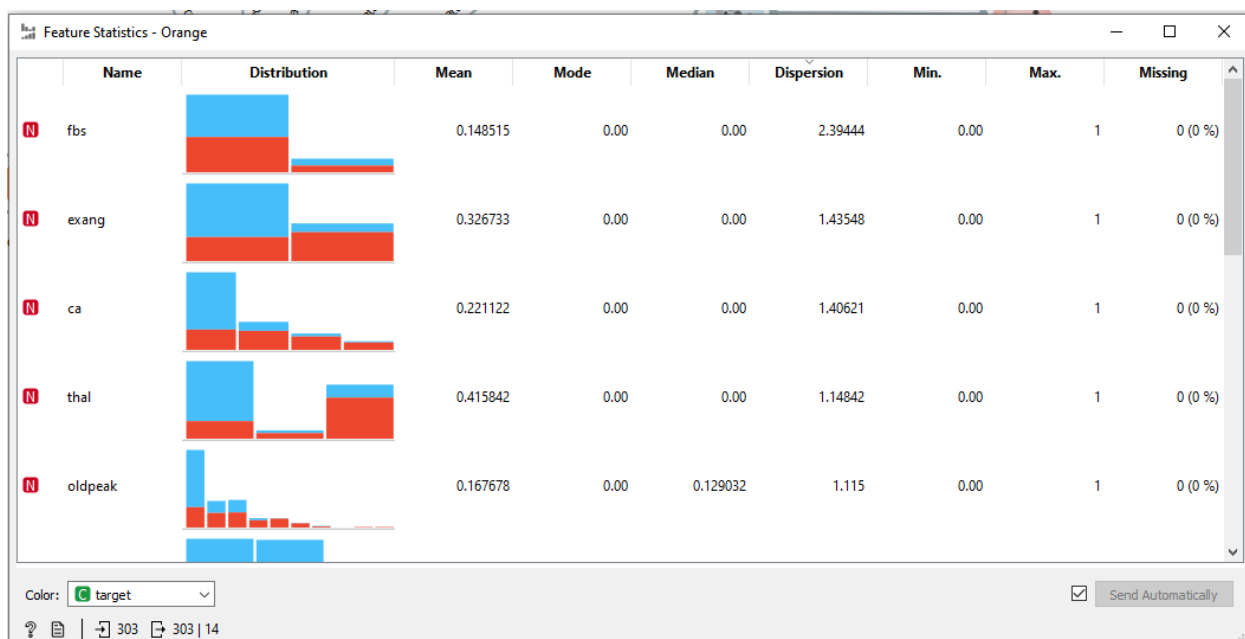 Feature Statistics - Orange
Name Distribution Mean Mode Median Dispersion Min. Max. Missing
N fbs 0.148515 0.00 0.00 2.39444 0.00 1 0 (0 %)
N exang 0.326733 0.00 0.00 1.43548 0.00 1 0 (0 %)
N ca 0.221122 0.00 0.00 1.40621 0.00 1 0 (0 %)
N thal 0.415842 0.00 0.00 1.14842 0.00 1 0 (0 %)
N oldpeak 0.167678 0.00 0.129032 1.115 0.00 1 0 (0 %)
Color: C target Send Automatically
? 303 303 | 14